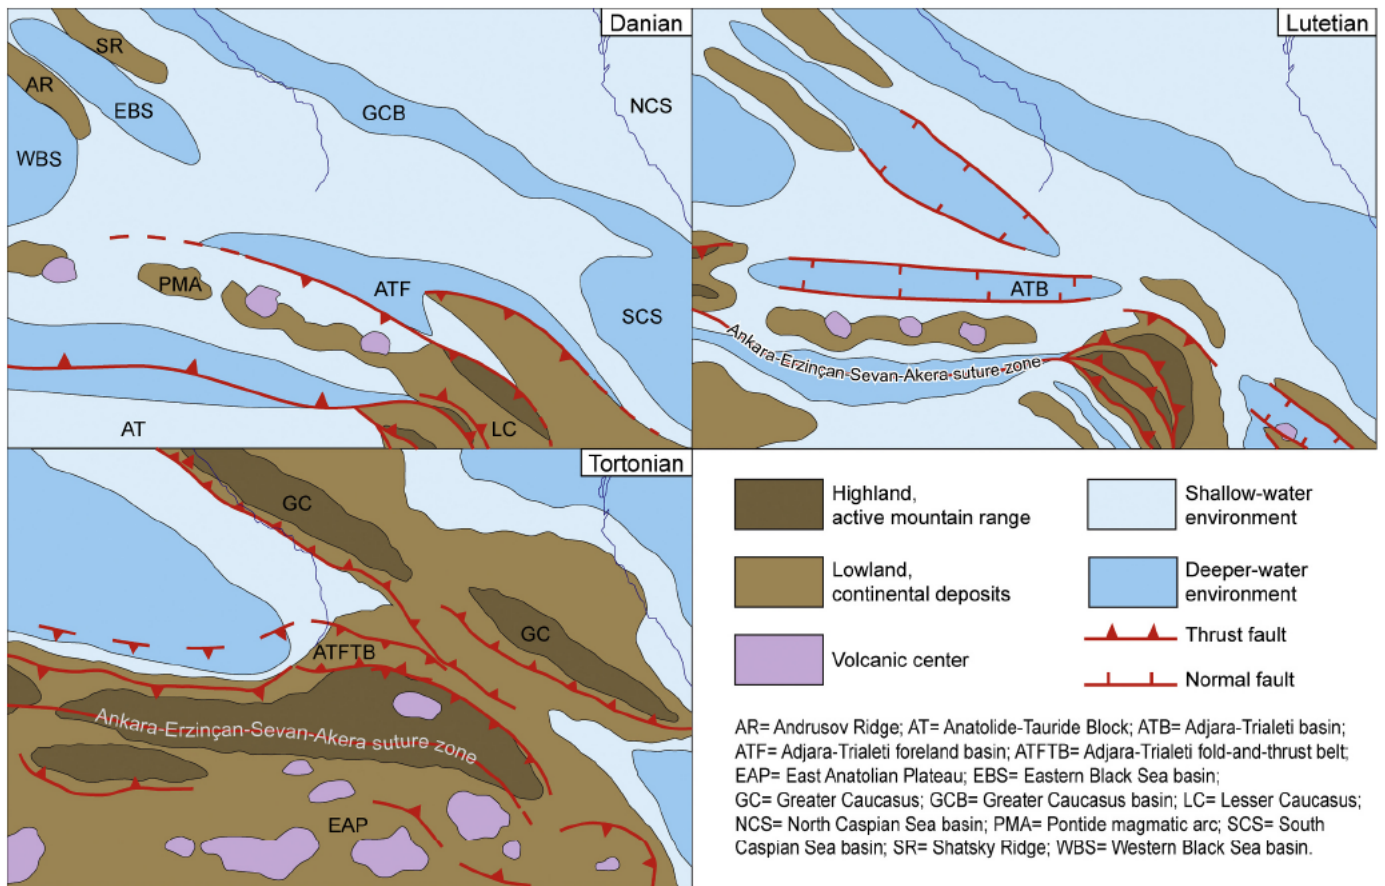 Danian
SR
AR
EBS
GCB
NCS
WBS
PMA
ATF
SCS
AT
LC
Lutetian
ATB
Ankara-Erzinçan-Sevan-Akera suture zone
Tortonian
GC
GC
ATFTB
Ankara-Erzinçan-Sevan-Akera suture zone
EAP
Highland,
active mountain range
Lowland,
continental deposits
Volcanic center
Shallow-water
environment
Deeper-water
environment
Thrust fault
Normal fault
AR= Andrusov Ridge; AT= Anatolide-Tauride Block; ATB= Adjara-Trialeti basin;
ATF= Adjara-Trialeti foreland basin; ATFTB= Adjara-Trialeti fold-and-thrust belt;
EAP= East Anatolian Plateau; EBS= Eastern Black Sea basin;
GC= Greater Caucasus; GCB= Greater Caucasus basin; LC= Lesser Caucasus;
NCS= North Caspian Sea basin; PMA= Pontide magmatic arc; SCS= South
Caspian Sea basin; SR= Shatsky Ridge; WBS= Western Black Sea basin.